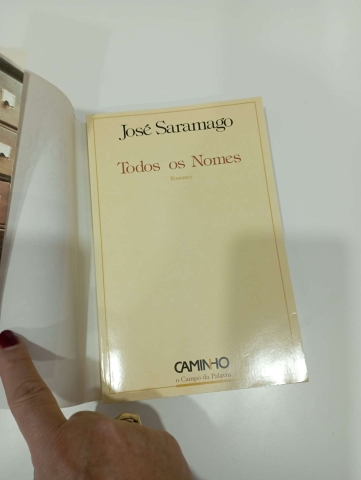 José Saramago
Todos os Nomes
Romance
CAMINHO
o Campo da Palavra